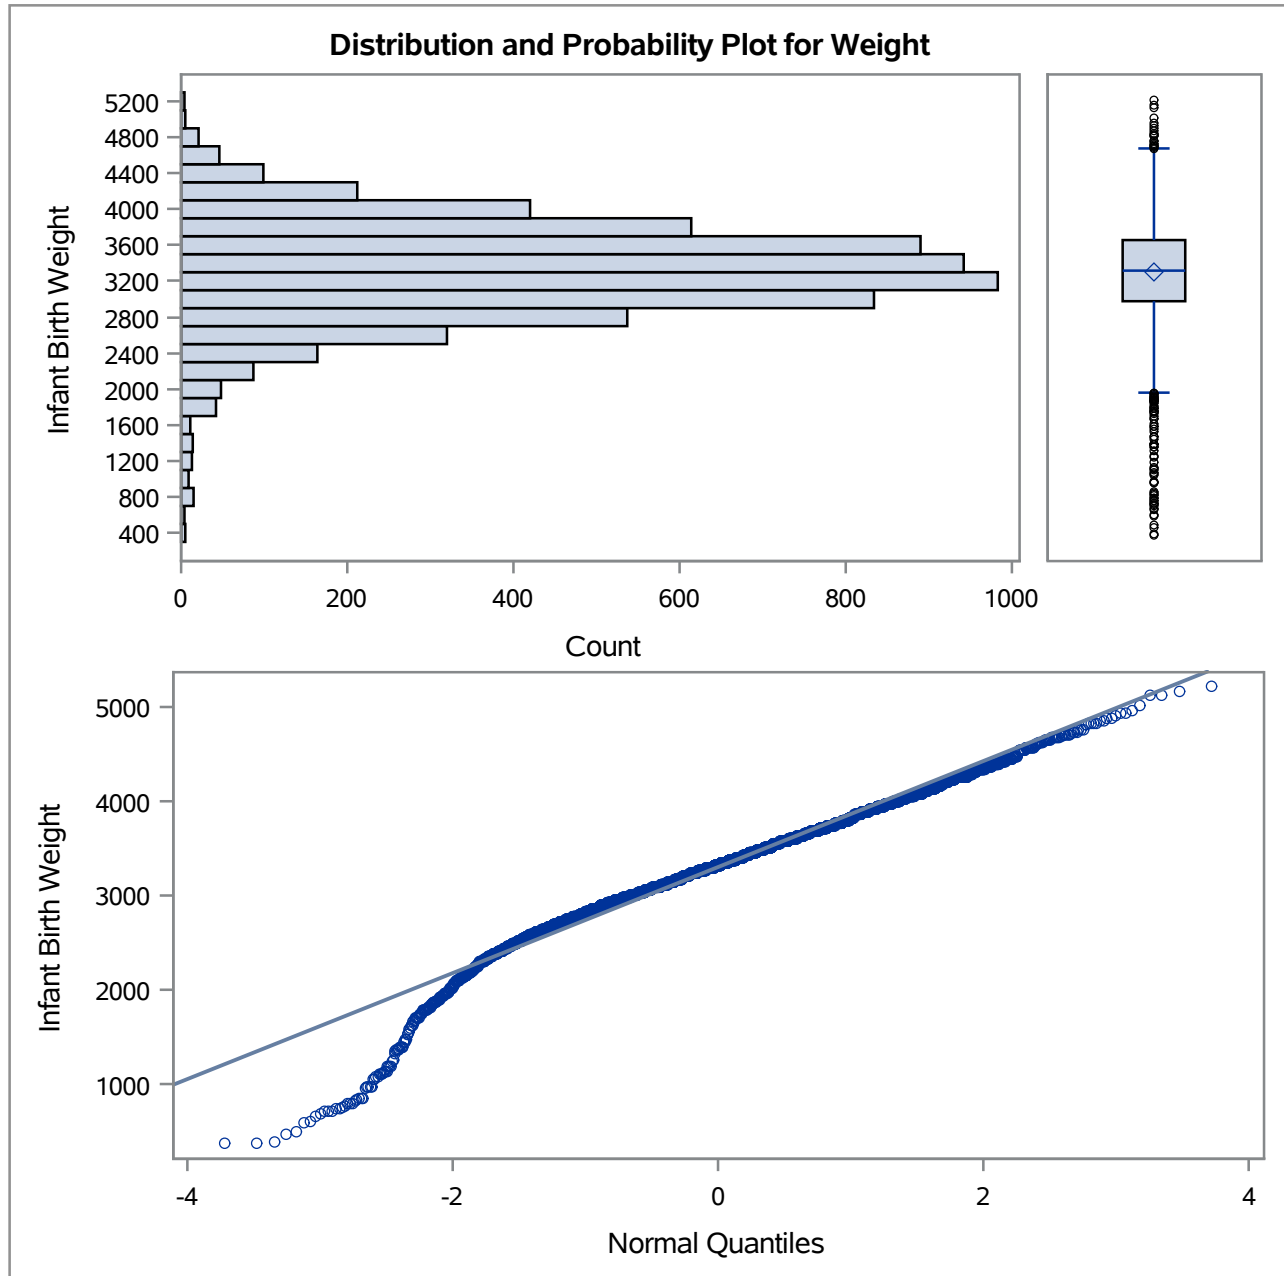 Distribution and Probability Plot for Weight
Infant Birth Weight
5200
4800
4400
4000
3600
3200
2800
2400
2000
1600
1200
800
400
0 200 400 600 800 1000
Count
Infant Birth Weight
5000
4000
3000
2000
1000
-4 -2 0 2 4
Normal Quantiles